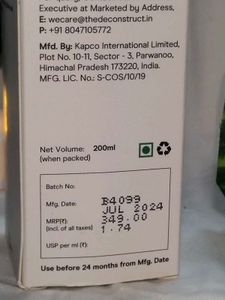 Executive at Marketed by Address,
E: wecare@thedeconstruct.in
P: +91 8047105772
Mfd. By: Kapco International Limited,
Plot No. 10-11, Sector - 3, Parwanoo,
Himachal Pradesh 173220, India.
MFG. LIC. No.: S-COS/10/19
Net Volume: 200ml
(when packed)
Batch No: B4099
Mfg. Date: JUL 2024
MRP(₹): 349.00
(Incl. of all taxes)
USP per ml (₹): 1.74
Use before 24 months from Mfg. Date